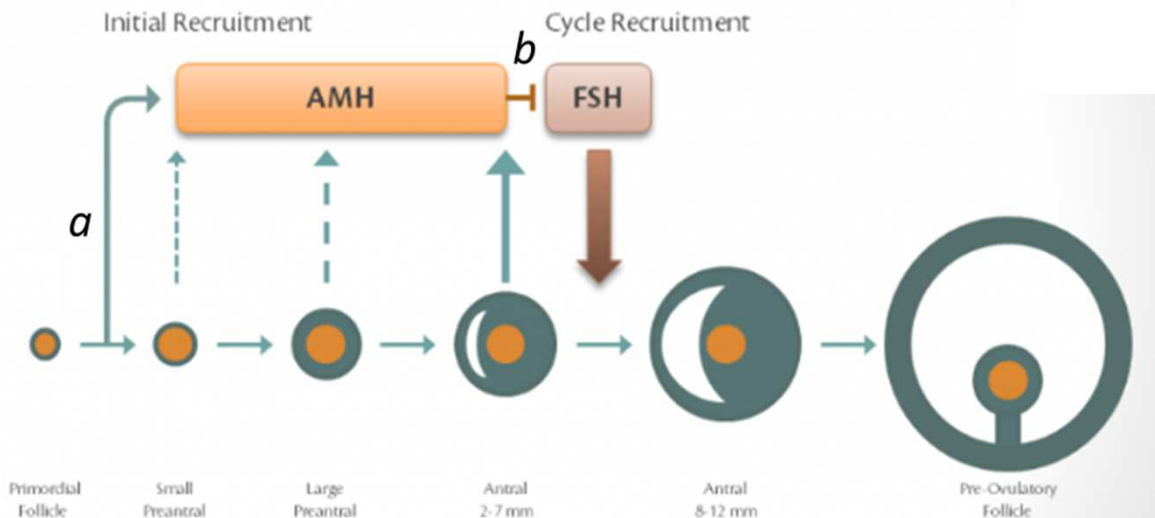 Initial Recruitment
Cycle Recruitment
b
AMH
FSH
a
Primordial
Follicle
Small
Preantral
Large
Preantral
Antral
2-7 mm
Antral
8-12 mm
Pre-Ovulatory
Follicle